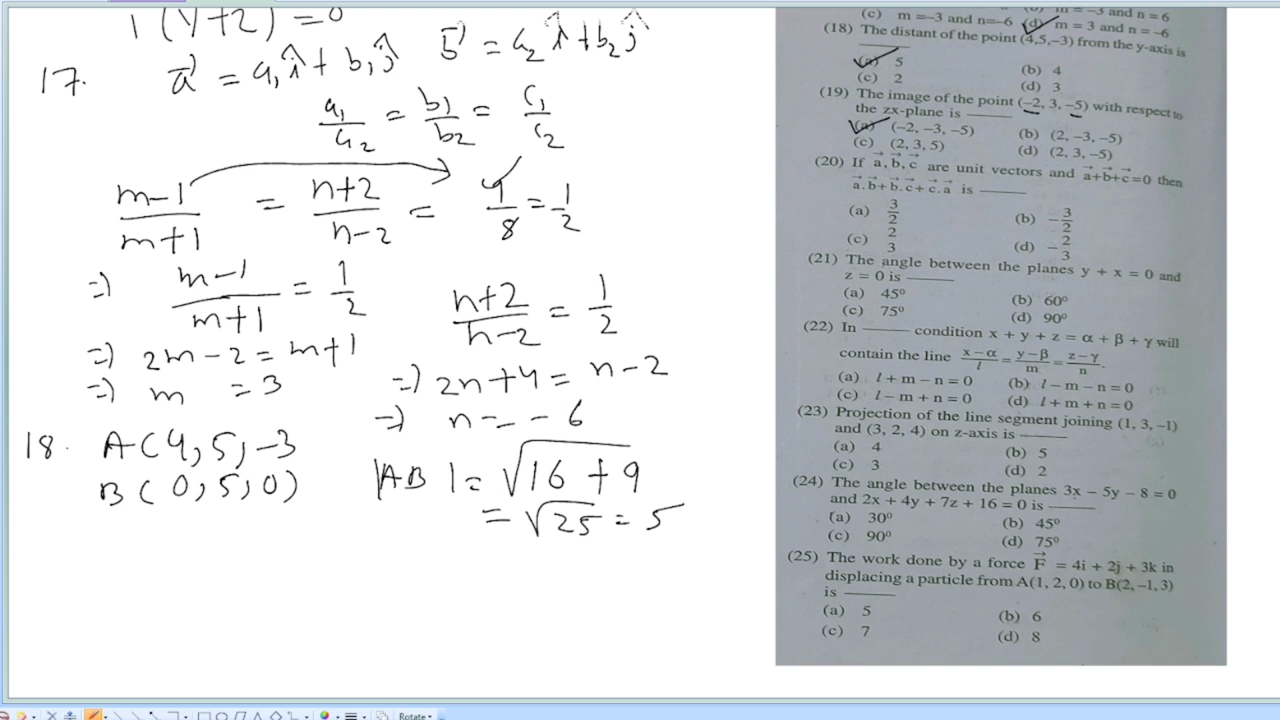 1 (Y+2) = 0
17. a⃗ = a₁î + b₁ĵ b⃗ = a₂î + b₂ĵ
a₁/a₂ = b₁/b₂ = c₁/c₂
m-1/m+1 = n+2/n-2 = 4/8 = 1/2
=) m-1/m+1 = 1/2
n+2/n-2 = 1/2
=) 2m-2 = m+1
=) 2n+4 = n-2
=) m = 3
=) n = -6
18. A(4, 5, -3
B(0, 5, 0)
|AB| = √16 + 9
= √25 = 5
(c) m =-3 and n=-6 (d) m = 3 and n = -6
(18) The distant of the point (4,5,-3) from the y-axis is
(a) 5 (b) 4
(c) 2 (d) 3
(19) The image of the point (-2, 3, -5) with respect to
the zx-plane is ______
(a) (-2, -3, -5) (b) (2, -3, -5)
(c) (2, 3, 5) (d) (2, 3, -5)
(20) If a⃗, b⃗, c⃗ are unit vectors and a⃗+b⃗+c⃗=0 then
a⃗.b⃗+b⃗.c⃗+c⃗.a⃗ is ______
(a) 3/2 (b) -3/2
(c) 2/3 (d) -2/3
(21) The angle between the planes y + x = 0 and
z = 0 is ______
(a) 45⁰ (b) 60⁰
(c) 75⁰ (d) 90⁰
(22) In ______ condition x + y + z = α + β + γ will
contain the line x-α/l = y-β/m = z-γ/n.
(a) l + m - n = 0 (b) l - m - n = 0
(c) l - m + n = 0 (d) l + m + n = 0
(23) Projection of the line segment joining (1, 3, -1)
and (3, 2, 4) on z-axis is ______
(a) 4 (b) 5
(c) 3 (d) 2
(24) The angle between the planes 3x - 5y - 8 = 0
and 2x + 4y + 7z + 16 = 0 is ______
(a) 30⁰ (b) 45⁰
(c) 90⁰ (d) 75⁰
(25) The work done by a force F⃗ = 4i + 2j + 3k in
displacing a particle from A(1, 2, 0) to B(2, -1, 3)
is ______
(a) 5 (b) 6
(c) 7 (d) 8
Rotate